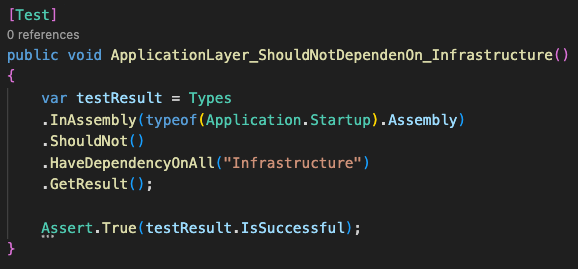 [Test]
0 references
public void ApplicationLayer_ShouldNotDependenOn_Infrastructure()
{
var testResult = Types
.InAssembly(typeof(Application.Startup).Assembly)
.ShouldNot()
.HaveDependencyOnAll("Infrastructure")
.GetResult();
Assert.True(testResult.IsSuccessful);
}